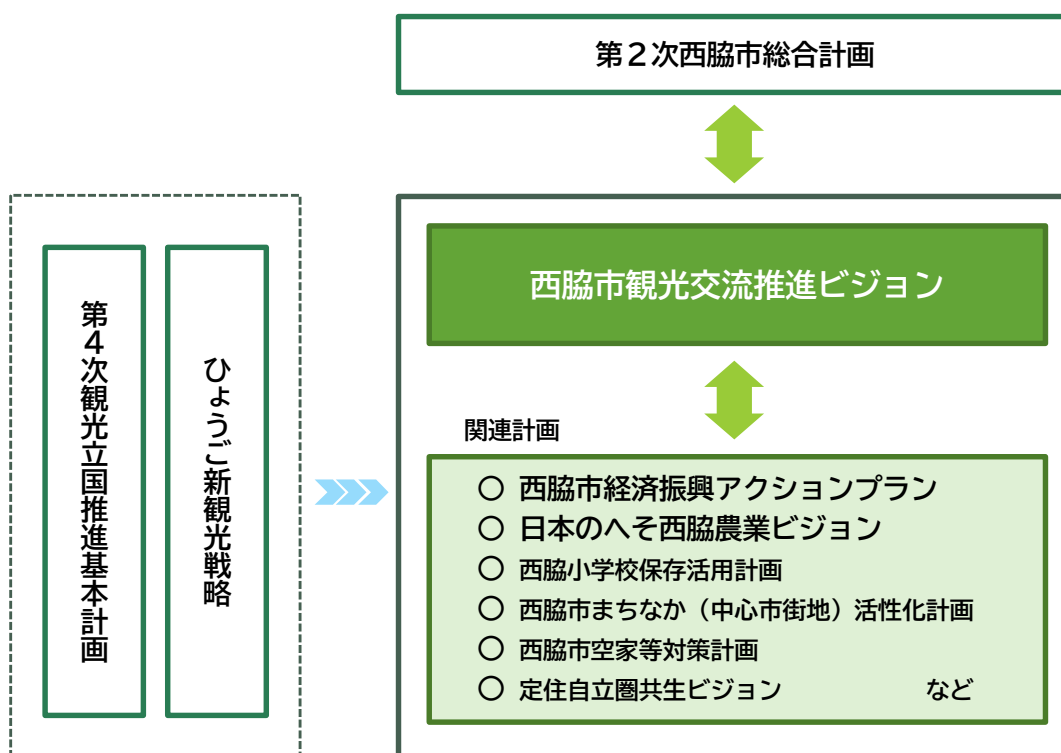 第２次西脇市総合計画
西脇市観光交流推進ビジョン
第４次観光立国推進基本計画
ひょうご新観光戦略
関連計画
○ 西脇市経済振興アクションプラン
○ 日本のへそ西脇農業ビジョン
○ 西脇小学校保存活用計画
○ 西脇市まちなか（中心市街地）活性化計画
○ 西脇市空家等対策計画
○ 定住自立圏共生ビジョン　など